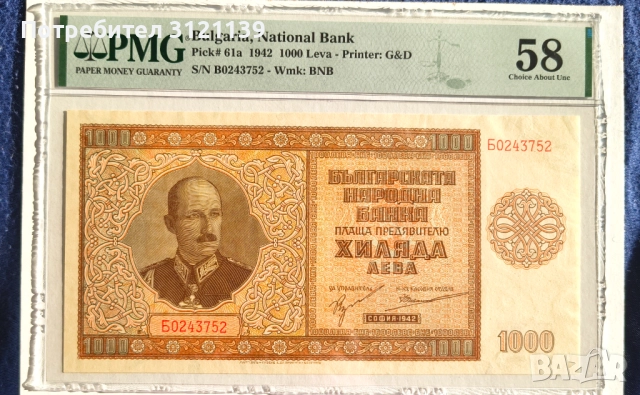 Потребител 3121139
PMG
PAPER MONEY GUARANTY
Bulgaria, National Bank
Pick# 61a 1942 1000 Leva - Printer: G&D
S/N B0243752 - Wmk: BNB
58
Choice About Unc
1000
1000
Б0243752
БЪЛГАРСКАТА
НАРОДНА
БАНКА
ПЛАЩА ПРЕДЯВИТЕЛЮ
ХИЛЯДА
ЛЕВА
СОФИЯ-1942
Б0243752
1000
1000
1000
BAZAR